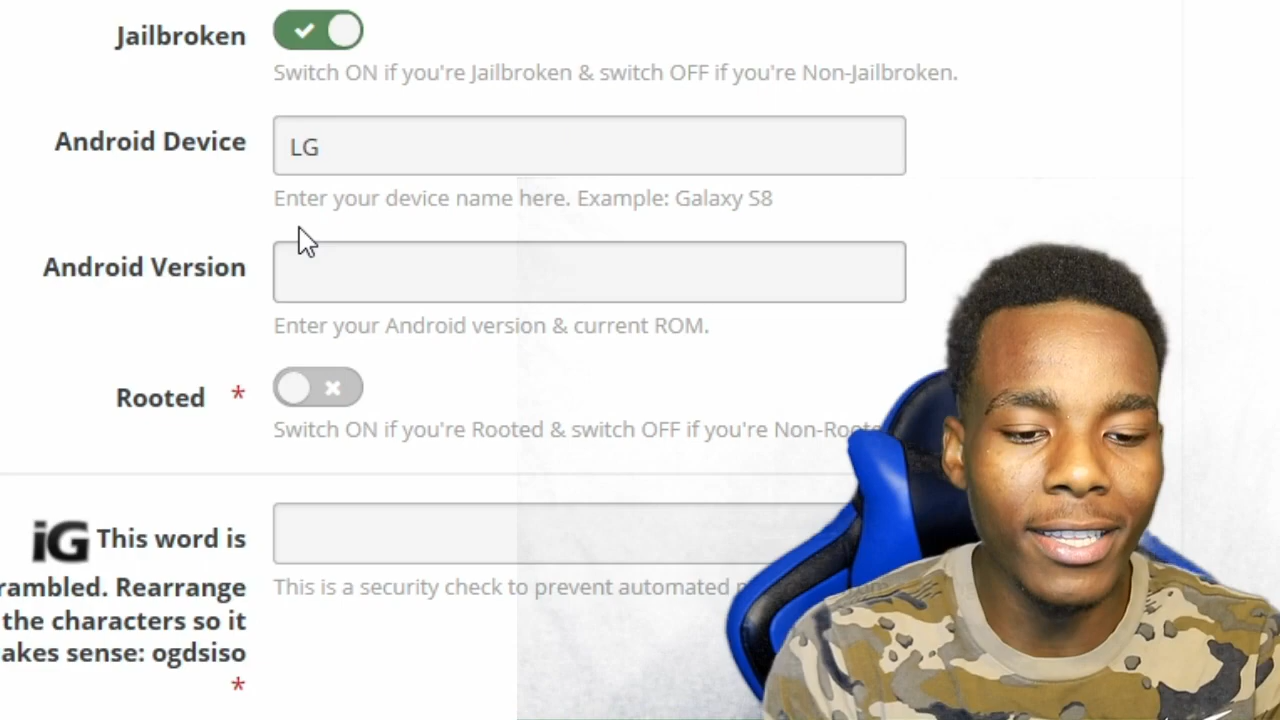 Jailbroken
Switch ON if you're Jailbroken & switch OFF if you're Non-Jailbroken.
Android Device
LG
Enter your device name here. Example: Galaxy S8
Android Version
Enter your Android version & current ROM.
Rooted *
Switch ON if you're Rooted & switch OFF if you're
iG This word is
Rearrange
This is a security check to prevent automated
the characters so it
sense: ogdsiso
*